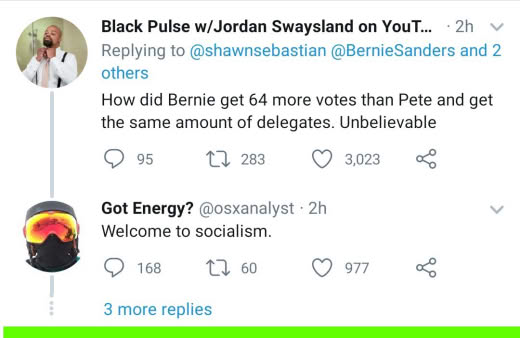 Black Pulse w/Jordan Swaysland on YouT... · 2h
Replying to @shawnsebastian @BernieSanders and 2
others
How did Bernie get 64 more votes than Pete and get
the same amount of delegates. Unbelievable
95 283 3,023
Got Energy? @osxanalyst · 2h
Welcome to socialism.
168 60 977
3 more replies